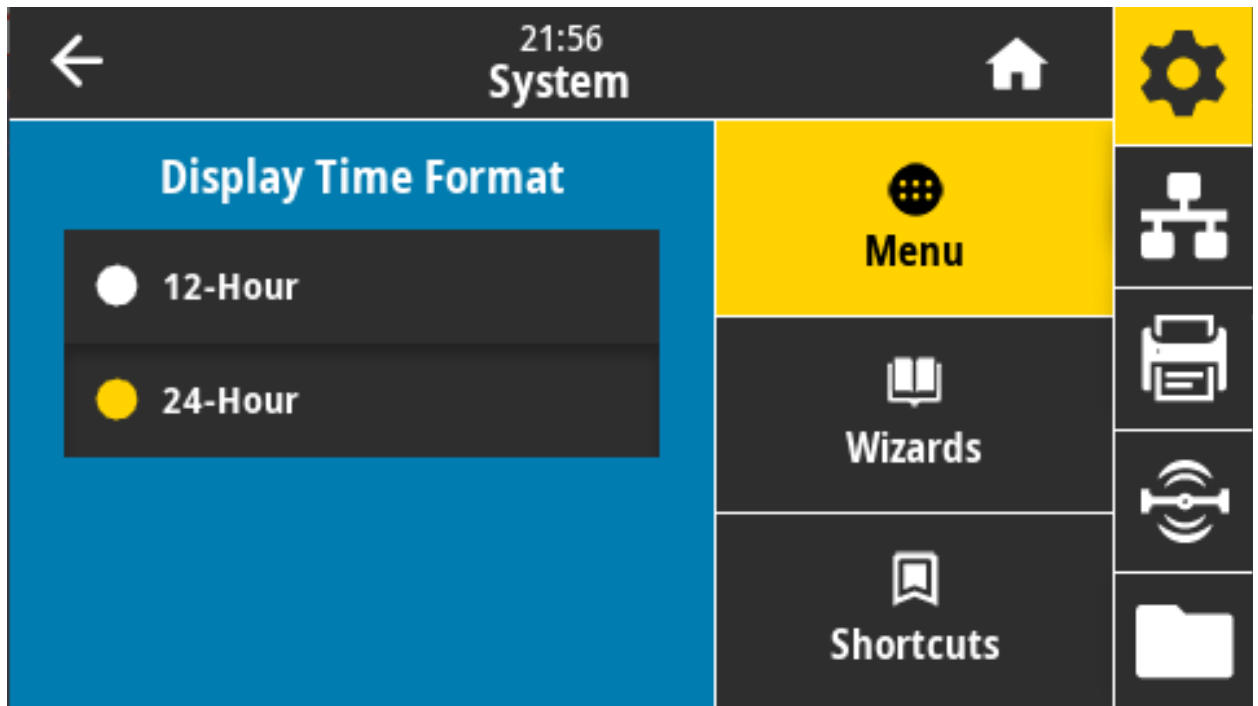 21:56
System
Display Time Format
12-Hour
24-Hour
Menu
Wizards
Shortcuts